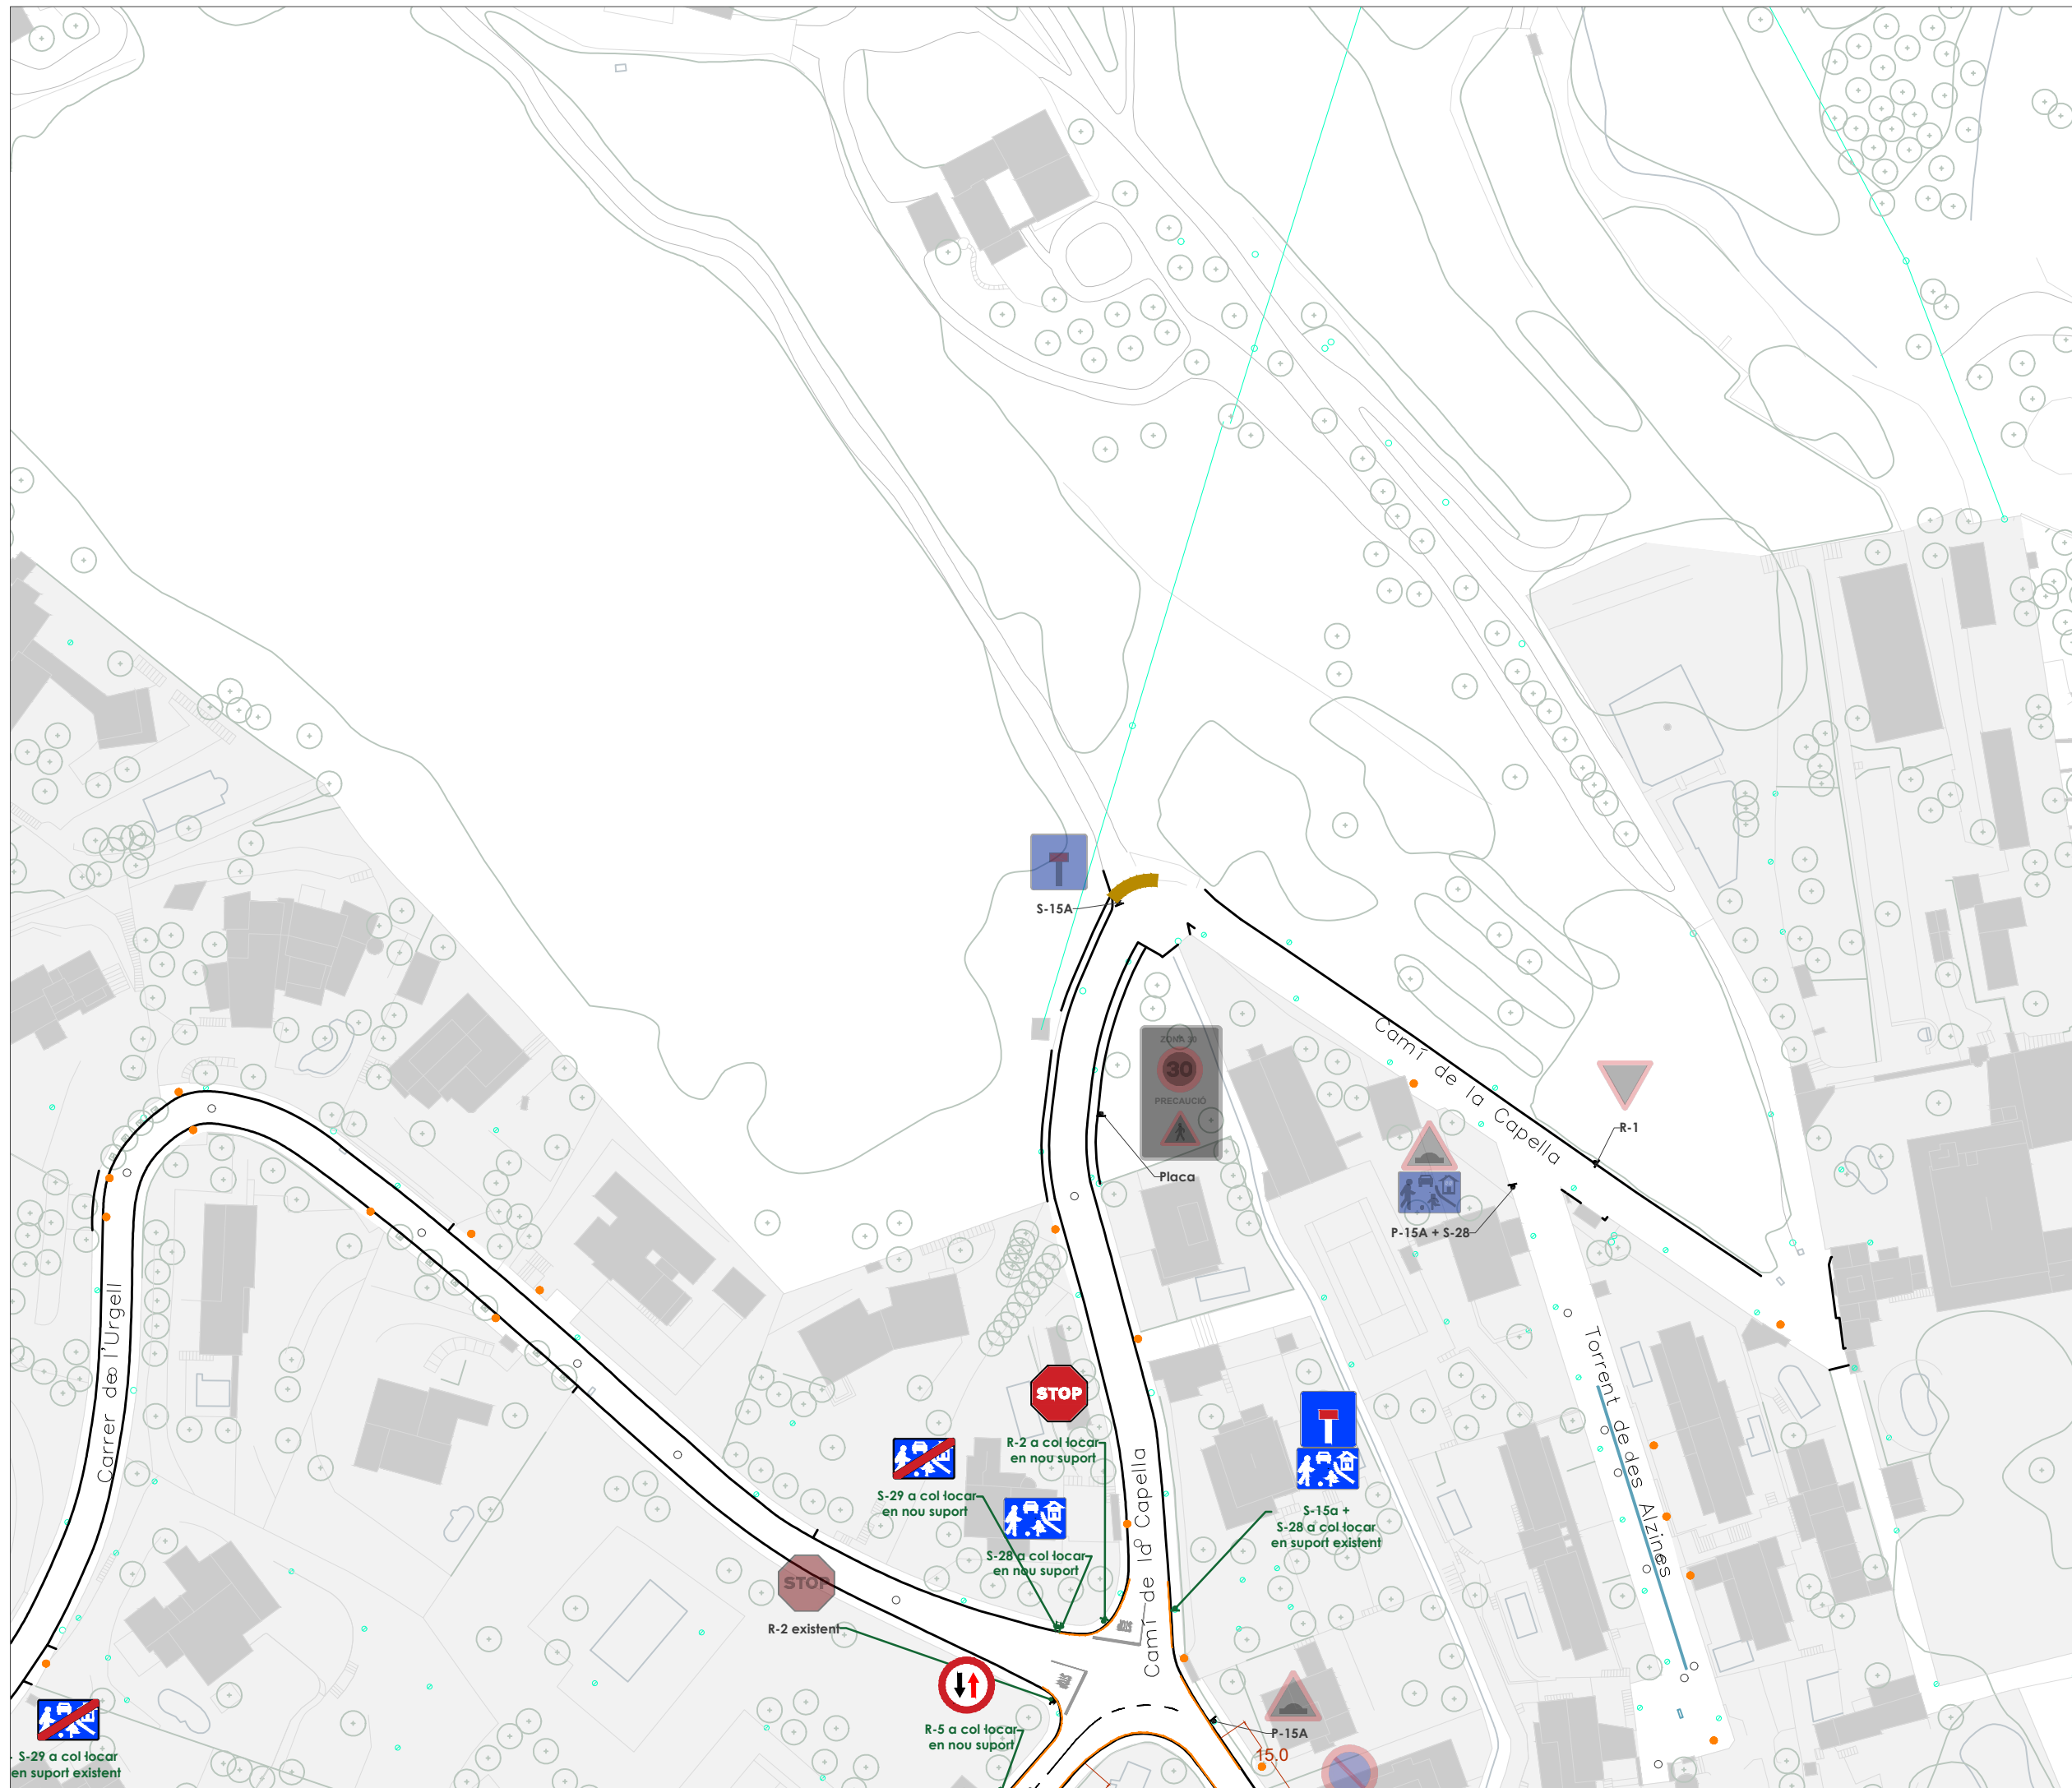 S-15A
ZONA 30
30
PRECAUCIÓ
Placa
Camí de la Capella
R-1
P-15A + S-28
Carrer de l'Urgell
Torrent de des Alzines
STOP
R-2 a col·locar
en nou suport
S-29 a col·locar
en nou suport
S-28 a col·locar
en nou suport
Camí de la Capella
S-15a +
S-28 a col·locar
en suport existent
STOP
R-2 existent
R-5 a col·locar
en nou suport
P-15A
15.0
S-29 a col·locar
en suport existent